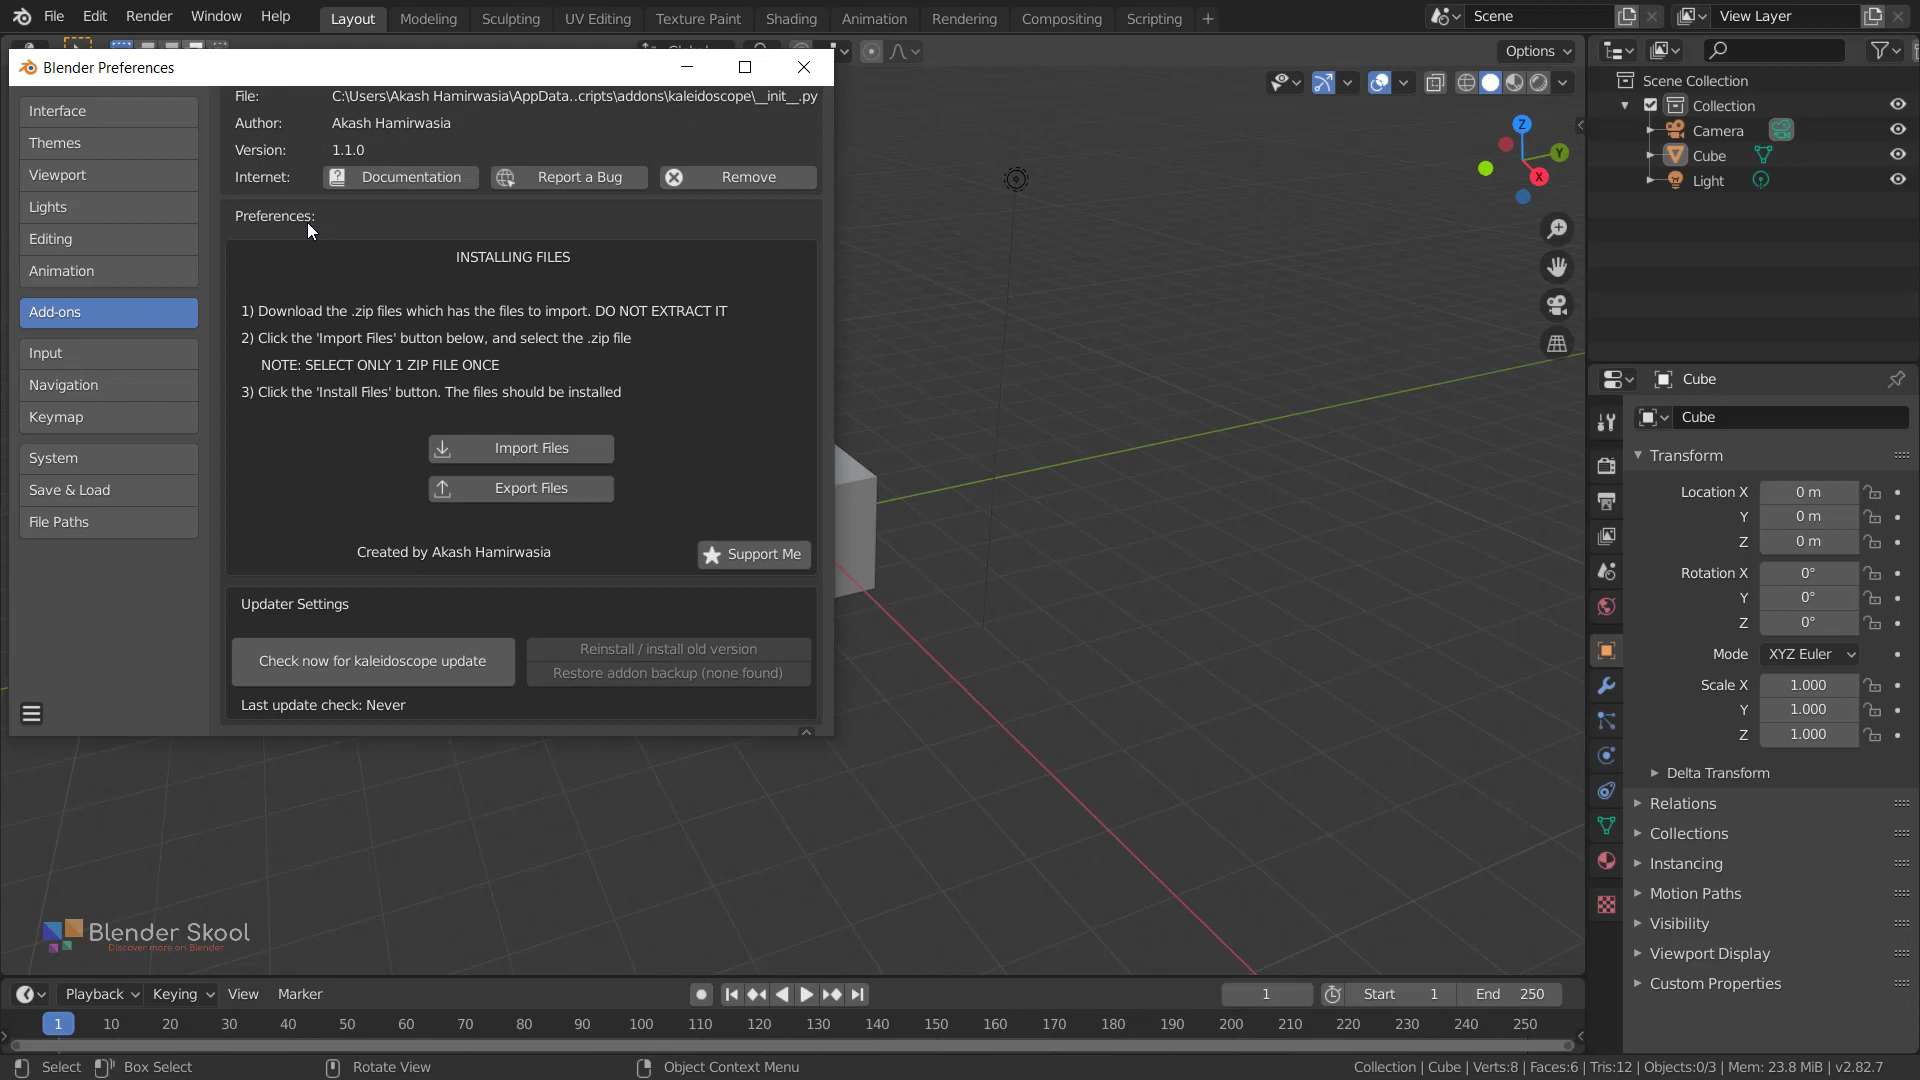 File Edit Render Window Help Layout Modeling Sculpting UV Editing Texture Paint Shading Animation Rendering Compositing Scripting + Scene View Layer
Options
Blender Preferences
Interface
Themes
Viewport
Lights
Editing
Animation
Add-ons
Input
Navigation
Keymap
System
Save & Load
File Paths
File: C:\Users\Akash Hamirwasia\AppData..cripts\addons\kaleidoscope\__init__.py
Author: Akash Hamirwasia
Version: 1.1.0
Internet: Documentation Report a Bug Remove
Preferences:
INSTALLING FILES
1) Download the .zip files which has the files to import. DO NOT EXTRACT IT
2) Click the 'Import Files' button below, and select the .zip file
NOTE: SELECT ONLY 1 ZIP FILE ONCE
3) Click the 'Install Files' button. The files should be installed
Import Files
Export Files
Created by Akash Hamirwasia Support Me
Updater Settings
Check now for kaleidoscope update
Reinstall / install old version
Restore addon backup (none found)
Last update check: Never
Z
Y
X
Scene Collection
Collection
Camera
Cube
Light
Cube
Cube
Transform
Location X 0 m
Y 0 m
Z 0 m
Rotation X 0°
Y 0°
Z 0°
Mode XYZ Euler
Scale X 1.000
Y 1.000
Z 1.000
Delta Transform
Relations
Collections
Instancing
Motion Paths
Visibility
Viewport Display
Custom Properties
Blender Skool
Discover more on Blender
Playback Keying View Marker 1 Start 1 End 250
1 10 20 30 40 50 60 70 80 90 100 110 120 130 140 150 160 170 180 190 200 210 220 230 240 250
Select Box Select Rotate View Object Context Menu Collection | Cube | Verts:8 | Faces:6 | Tris:12 | Objects:0/3 | Mem: 23.8 MiB | v2.82.7